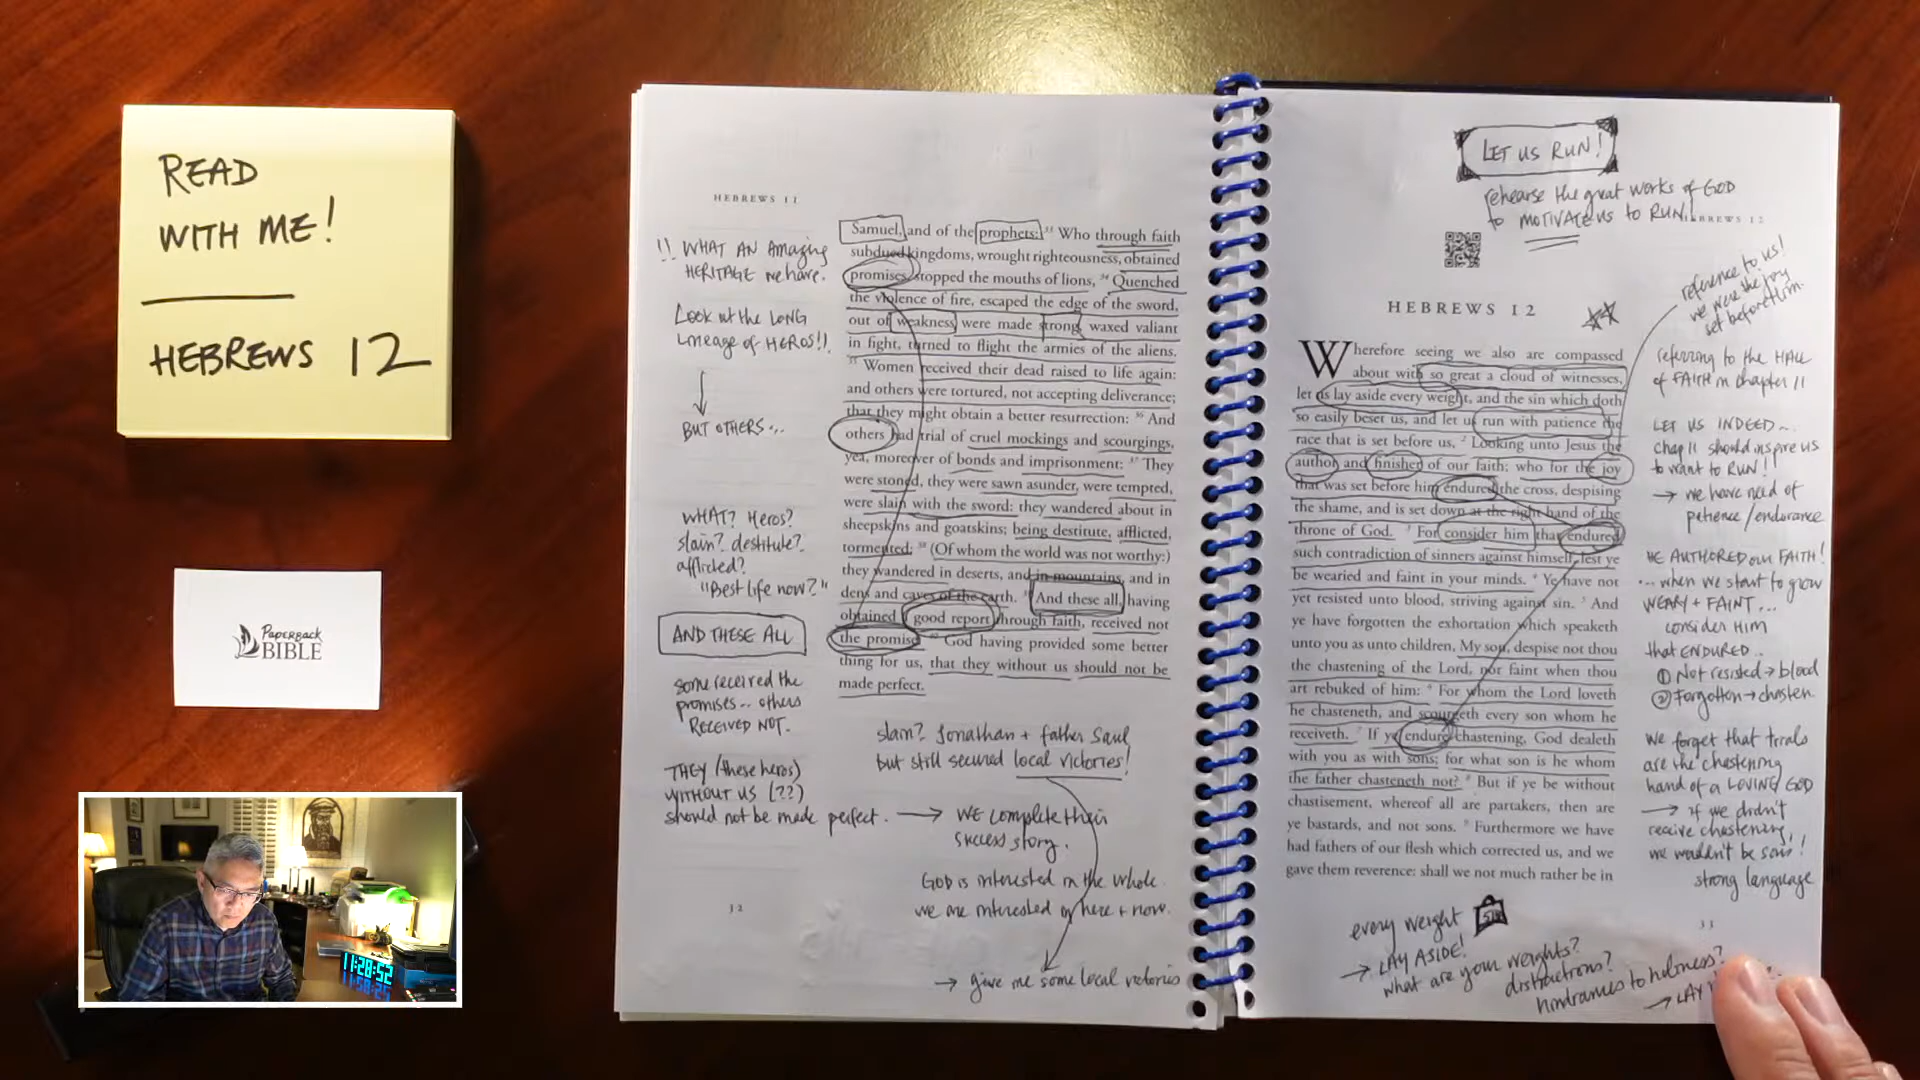 READ
WITH ME!
HEBREWS 12
Paperback
BIBLE
11:20:52
HEBREWS 11
!! WHAT AN Amazing
HERITAGE we have.
Look at the LONG
Lineage of HEROS!!
BUT OTHERS...
WHAT? Heros?
slain? destitute?
afflicted?
"Best life now?"
AND THESE ALL
some received the
promises.. others
RECEIVED NOT.
THEY (these heros)
WITHOUT US (??)
should not be made perfect. → WE complete their
success story.
Samuel, and of the prophets: 33 Who through faith
subdued kingdoms, wrought righteousness, obtained
promises, stopped the mouths of lions, 34 Quenched
the violence of fire, escaped the edge of the sword,
out of weakness were made strong, waxed valiant
in fight, turned to flight the armies of the aliens.
35 Women received their dead raised to life again:
and others were tortured, not accepting deliverance;
that they might obtain a better resurrection: 36 And
others had trial of cruel mockings and scourgings,
yea, moreover of bonds and imprisonment: 37 They
were stoned, they were sawn asunder, were tempted,
were slain with the sword: they wandered about in
sheepskins and goatskins; being destitute, afflicted,
tormented; 38 (Of whom the world was not worthy:)
they wandered in deserts, and in mountains, and in
dens and caves of the earth. 39 And these all, having
obtained good report through faith, received not
the promise: 40 God having provided some better
thing for us, that they without us should not be
made perfect.
slain? Jonathan + father Saul
but still secured local victories!
GOD is interested in the whole.
we are interested in here + now.
→ give me some local victories
32
LET US RUN!
rehearse the great works of GOD
to MOTIVATE us to RUN.
HEBREWS 12
HEBREWS 12
Wherefore seeing we also are compassed
about with so great a cloud of witnesses,
let us lay aside every weight, and the sin which doth
so easily beset us, and let us run with patience the
race that is set before us, 2 Looking unto Jesus the
author and finisher of our faith; who for the joy
that was set before him endured the cross, despising
the shame, and is set down at the right hand of the
throne of God. 3 For consider him that endured
such contradiction of sinners against himself, lest ye
be wearied and faint in your minds. 4 Ye have not
yet resisted unto blood, striving against sin. 5 And
ye have forgotten the exhortation which speaketh
unto you as unto children, My son, despise not thou
the chastening of the Lord, nor faint when thou
art rebuked of him: 6 For whom the Lord loveth
he chasteneth, and scourgeth every son whom he
receiveth. 7 If ye endure chastening, God dealeth
with you as with sons; for what son is he whom
the father chasteneth not? 8 But if ye be without
chastisement, whereof all are partakers, then are
ye bastards, and not sons. 9 Furthermore we have
had fathers of our flesh which corrected us, and we
gave them reverence: shall we not much rather be in
reference to us!
we were the joy
set before Him.
referring to the HALL
of FAITH in chapter 11
LET US INDEED~
chap 11 should inspire us
to want to RUN!
→ we have need of
patience/endurance
HE AUTHORED our FAITH!
... when we start to grow
WEARY + FAINT...
consider HIM
that ENDURED..
① Not resisted → blood
② Forgotten → chasten.
We forget that trials
are the chastening
hand of a LOVING GOD
→ if we didn't
receive chastening,
we wouldn't be sons!
strong language
33
every weight
→ LAY ASIDE!
what are your weights?
distractions?
hindrances to holiness?
→ LAY